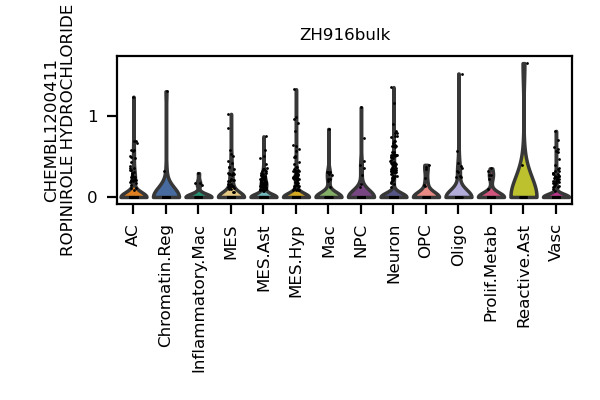 ZH916bulk
CHEMBL1200411
ROPINIROLE HYDROCHLORIDE
1
0
AC
Chromatin.Reg
Inflammatory.Mac
MES
MES.Ast
MES.Hyp
Mac
NPC
Neuron
OPC
Oligo
Prolif.Metab
Reactive.Ast
Vasc